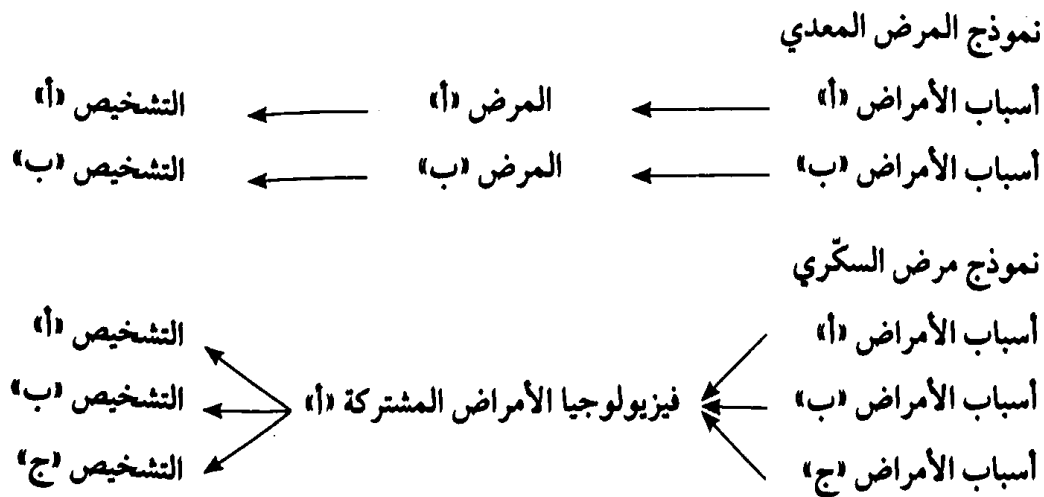 نموذج المرض المعدي
أسباب الأمراض «أ» المرض «أ» التشخيص «أ»
أسباب الأمراض «ب» المرض «ب» التشخيص «ب»
نموذج مرض السكّري
أسباب الأمراض «أ» التشخيص «أ»
أسباب الأمراض «ب» فيزيولوجيا الأمراض المشتركة «أ» التشخيص «ب»
أسباب الأمراض «ج» التشخيص «ج»